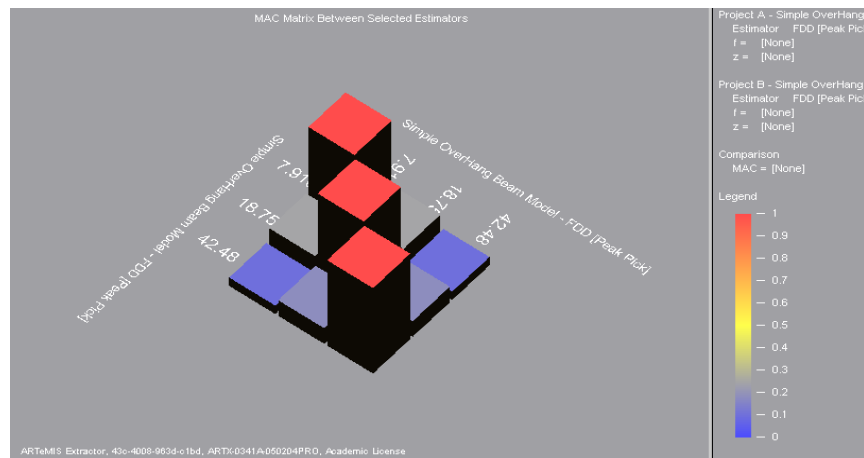 MAC Matrix Between Selected Estimators
Simple OverHang Beam Model - FDD [Peak Pick]
7.910
18.75
42.48
Simple OverHang Beam Model - FDD [Peak Pick]
42.48
Project A - Simple OverHang
Estimator FDD [Peak Pick
f = [None]
z = [None]
Project B - Simple OverHang
Estimator FDD [Peak Pick
f = [None]
z = [None]
Comparison
MAC = [None]
Legend
1
0.9
0.8
0.7
0.6
0.5
0.4
0.3
0.2
0.1
0
ARTeMIS Extractor, 43c-4008-963d-c1bd, ARTX-0341A-050204PRO, Academic License